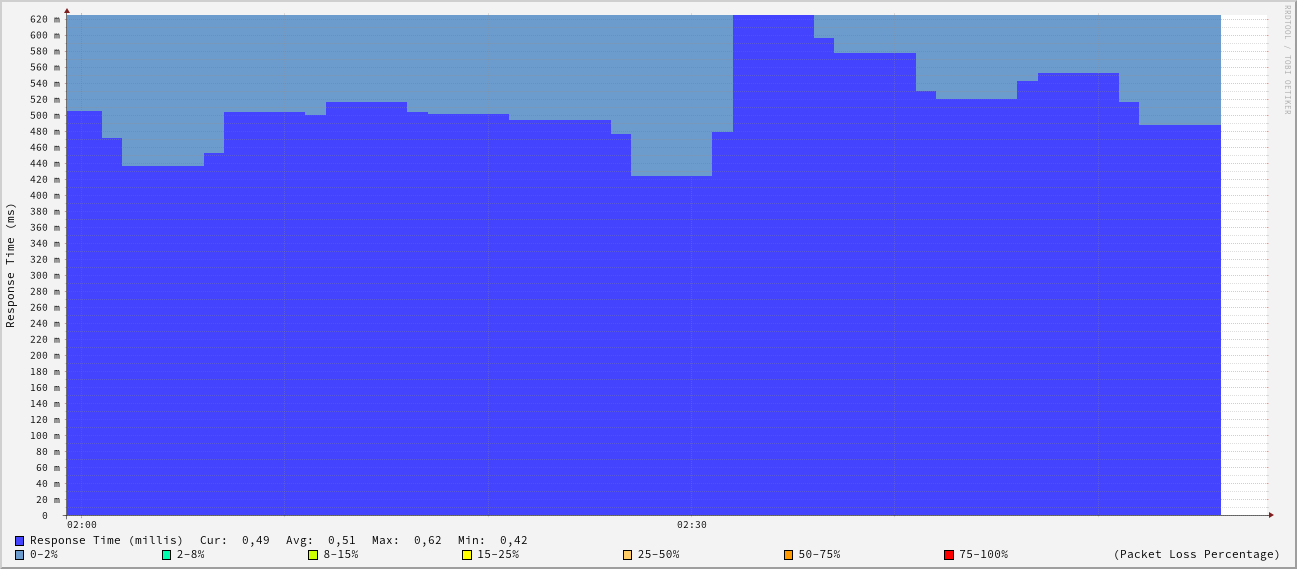 RRDTOOL / TOBI OETIKER
Response Time (ms)
620 m
600 m
580 m
560 m
540 m
520 m
500 m
480 m
460 m
440 m
420 m
400 m
380 m
360 m
340 m
320 m
300 m
280 m
260 m
240 m
220 m
200 m
180 m
160 m
140 m
120 m
100 m
80 m
60 m
40 m
20 m
0
02:00 02:30
Response Time (millis) Cur: 0,49 Avg: 0,51 Max: 0,62 Min: 0,42
0-2% 2-8% 8-15% 15-25% 25-50% 50-75% 75-100% (Packet Loss Percentage)